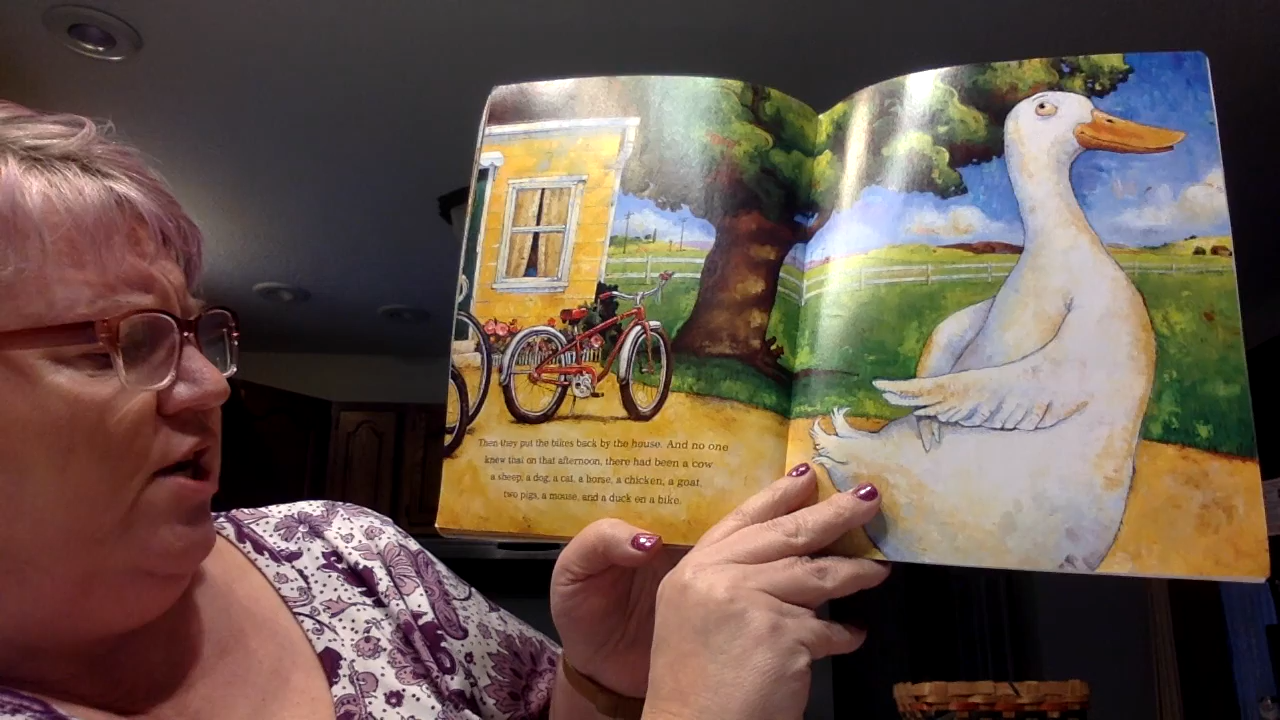 Then they put the bikes back by the house. And no one
knew that on that afternoon, there had been a cow
a sheep, a dog, a cat, a horse, a chicken, a goat,
two pigs, a mouse, and a duck on a bike.